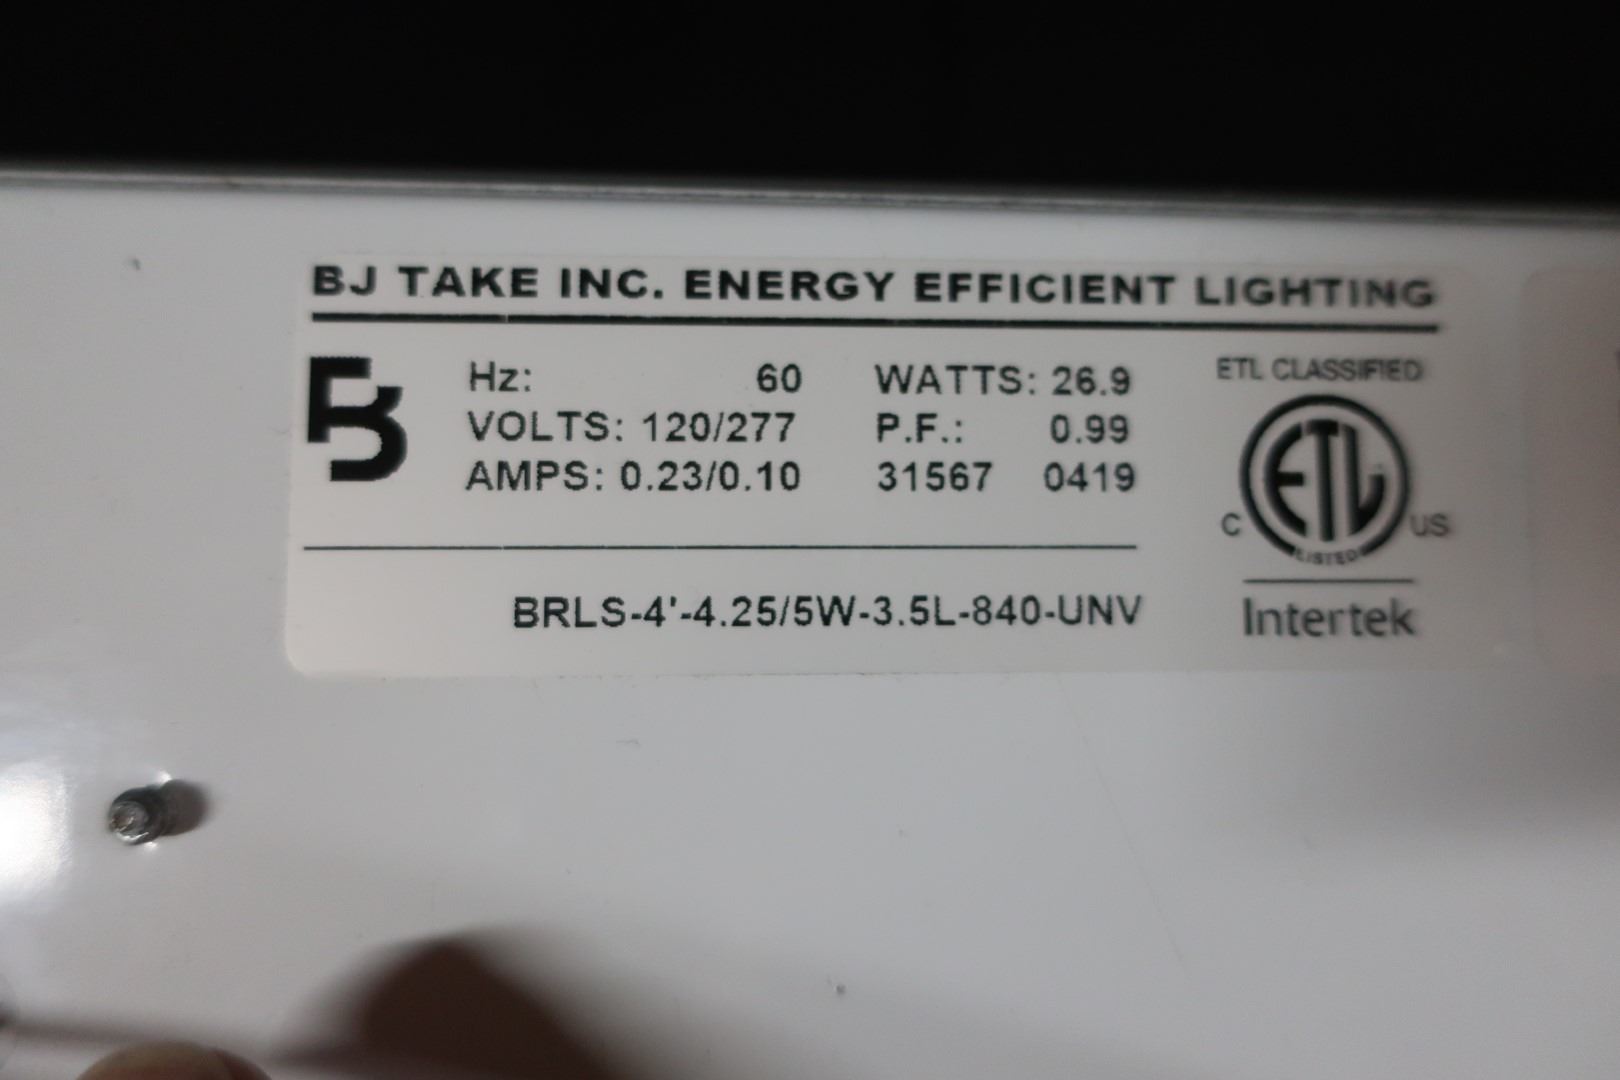 BJ TAKE INC. ENERGY EFFICIENT LIGHTING
Hz: 60 WATTS: 26.9
VOLTS: 120/277 P.F.: 0.99
AMPS: 0.23/0.10 31567 0419
BRLS-4'-4.25/5W-3.5L-840-UNV
ETL CLASSIFIED
ETL
C US
LISTED
Intertek